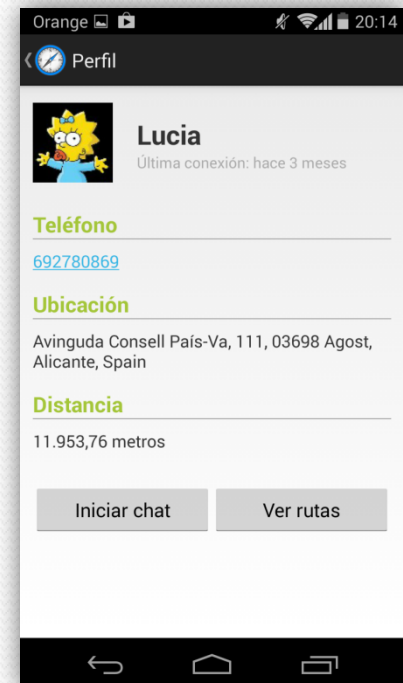 Orange 20:14
Perfil
Lucia
Última conexión: hace 3 meses
Teléfono
692780869
Ubicación
Avinguda Consell País-Va, 111, 03698 Agost,
Alicante, Spain
Distancia
11.953,76 metros
Iniciar chat Ver rutas